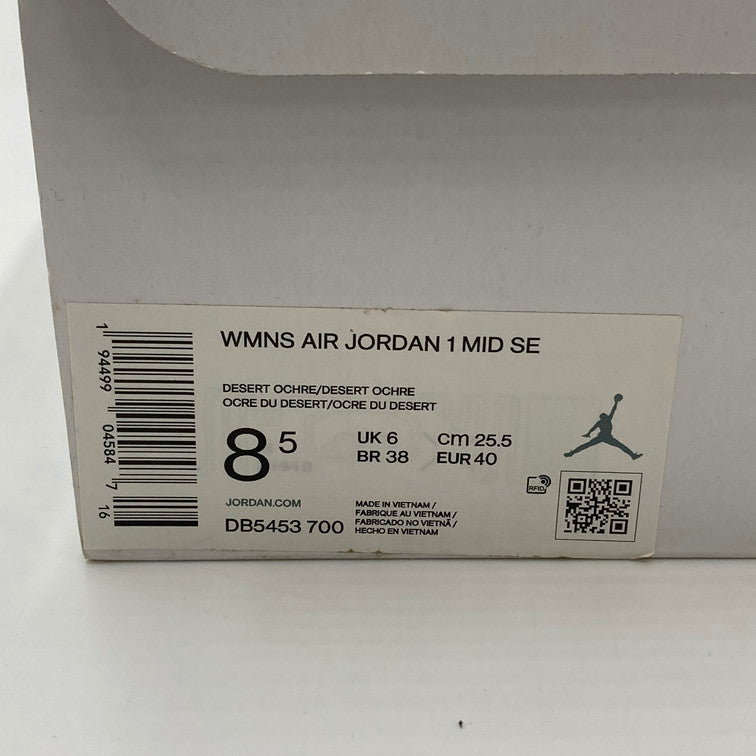 WMNS AIR JORDAN 1 MID SE
DESERT OCHRE/DESERT OCHRE
OCRE DU DESERT/OCRE DU DESERT
8 5
UK 6 cm 25.5
BR 38 EUR 40
JORDAN.COM
DB5453 700
MADE IN VIETNAM /
FABRIQUE AU VIETNAM /
FABRICADO NO VIETNÃ /
HECHO EN VIETNAM
RFID
1 94499 04584 7
16